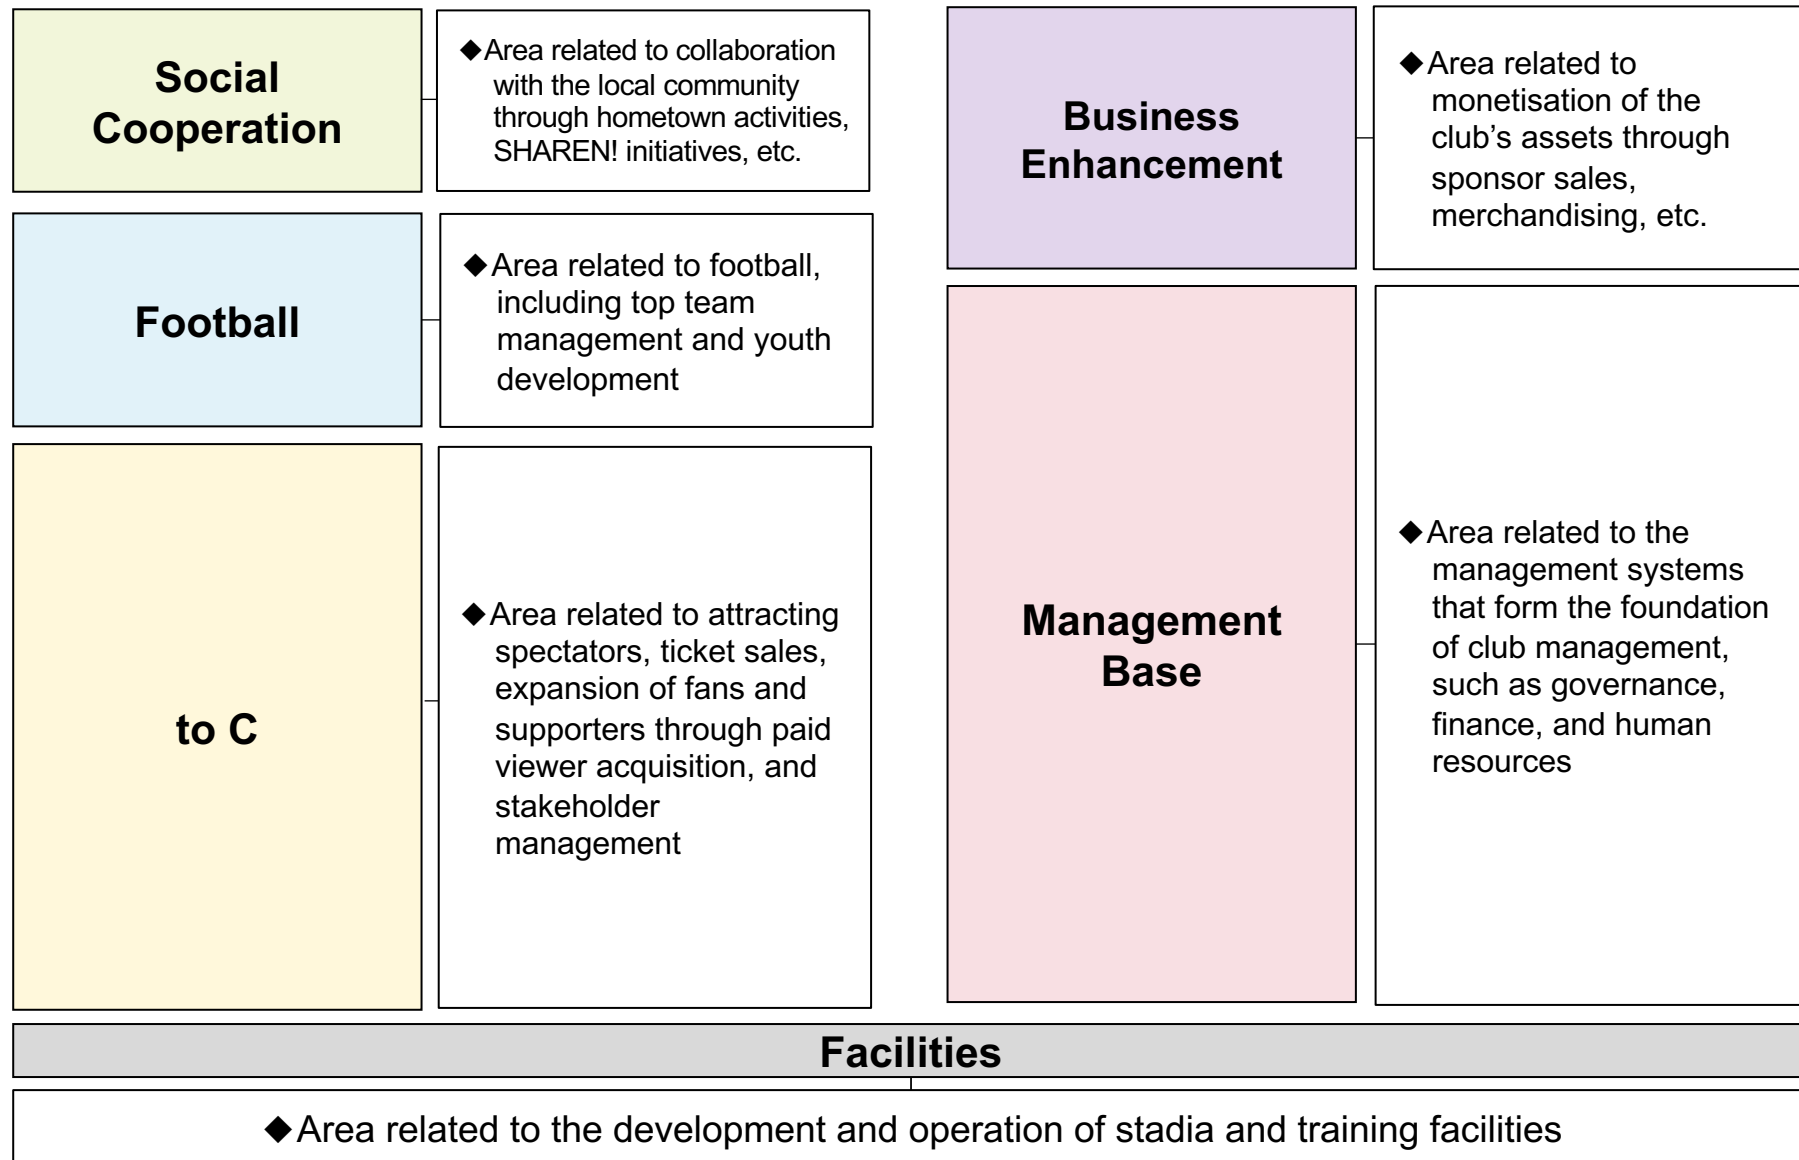 Social
Cooperation
◆Area related to collaboration
with the local community
through hometown activities,
SHAREN! initiatives, etc.
Football
◆Area related to football,
including top team
management and youth
development
to C
◆Area related to attracting
spectators, ticket sales,
expansion of fans and
supporters through paid
viewer acquisition, and
stakeholder
management
Business
Enhancement
◆Area related to
monetisation of the
club’s assets through
sponsor sales,
merchandising, etc.
Management
Base
◆Area related to the
management systems
that form the foundation
of club management,
such as governance,
finance, and human
resources
Facilities
◆Area related to the development and operation of stadia and training facilities